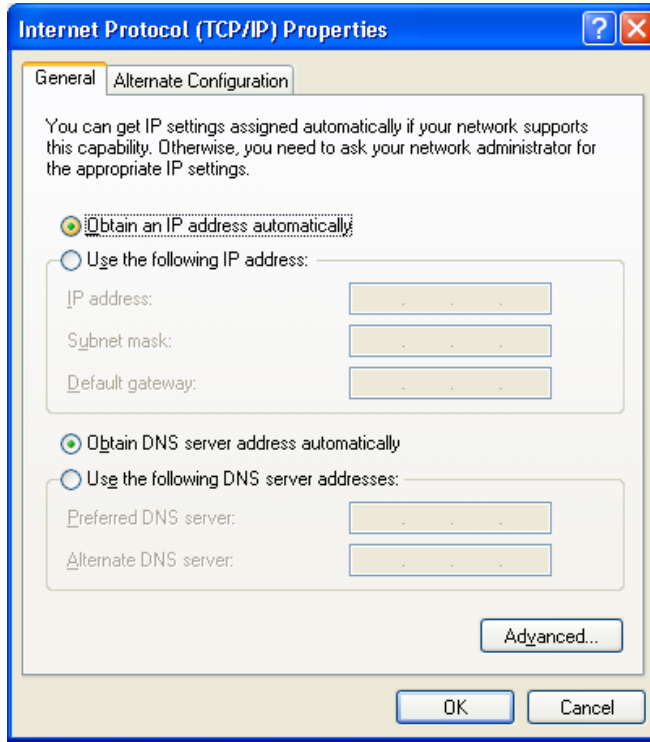 Internet Protocol (TCP/IP) Properties
General
Alternate Configuration
You can get IP settings assigned automatically if your network supports
this capability. Otherwise, you need to ask your network administrator for
the appropriate IP settings.
Obtain an IP address automatically
Use the following IP address:
IP address:
Subnet mask:
Default gateway:
Obtain DNS server address automatically
Use the following DNS server addresses:
Preferred DNS server:
Alternate DNS server:
Advanced...
OK
Cancel